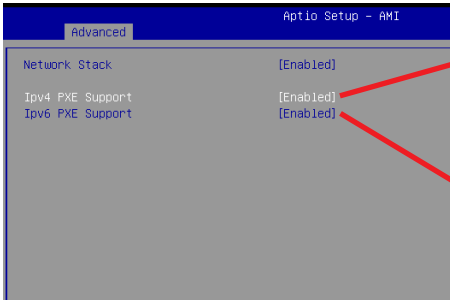 Aptio Setup - AMI
Advanced
Network Stack [Enabled]
Ipv4 PXE Support [Enabled]
Ipv6 PXE Support [Enabled]